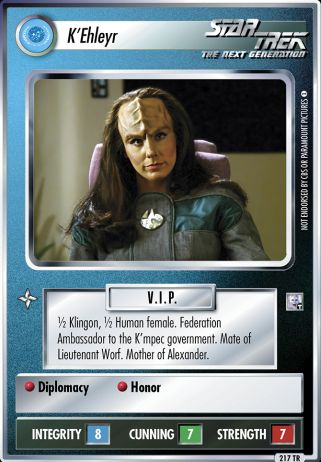 K'Ehleyr
STAR TREK
THE NEXT GENERATION
NOT ENDORSED BY CBS OR PARAMOUNT PICTURES
V.I.P.
½ Klingon, ½ Human female. Federation
Ambassador to the K'mpec government. Mate of
Lieutenant Worf. Mother of Alexander.
Diplomacy Honor
INTEGRITY 8 CUNNING 7 STRENGTH 7
217 TR